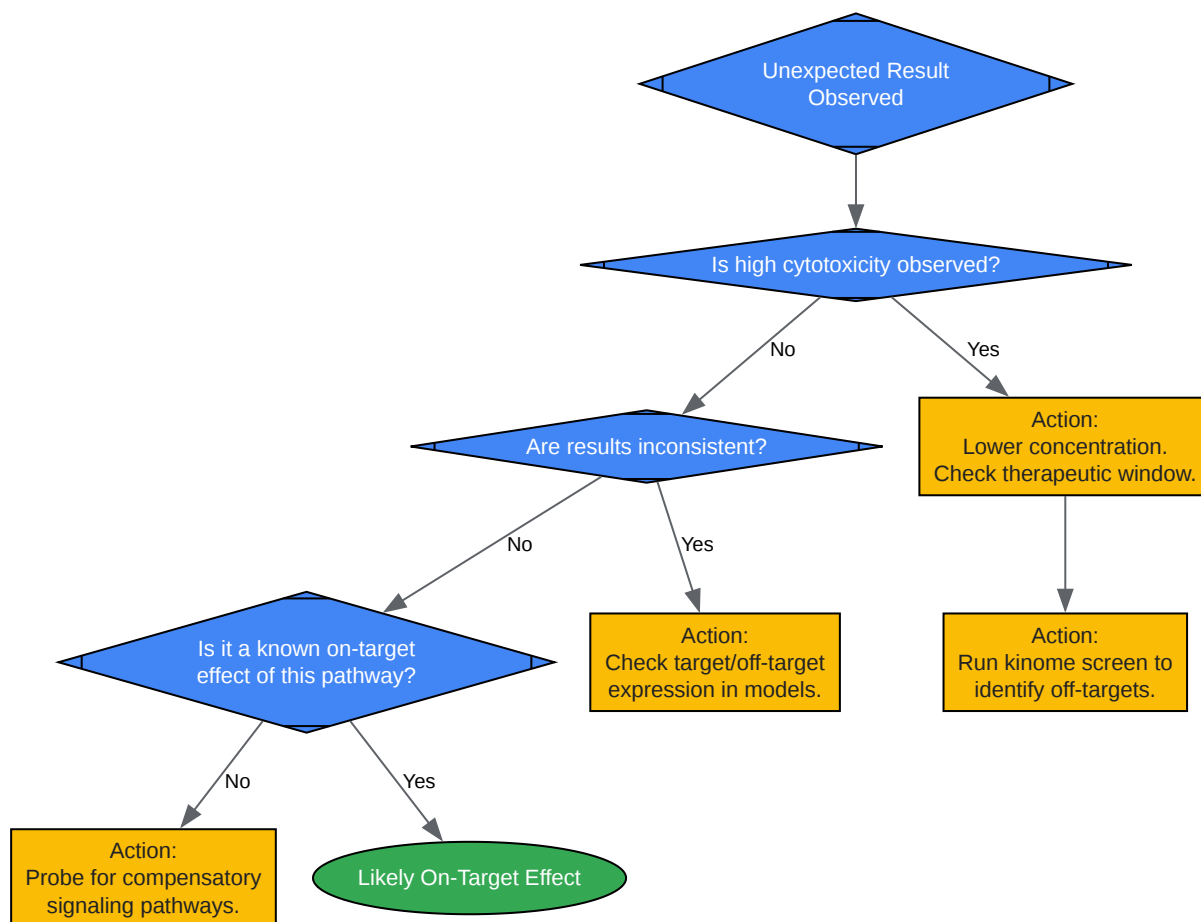 Unexpected Result
Observed
Is high cytotoxicity observed?
No
Yes
Action:
Lower concentration.
Check therapeutic window.
Are results inconsistent?
No
Yes
Action:
Run kinome screen to
identify off-targets.
Action:
Check target/off-target
expression in models.
Is it a known on-target
effect of this pathway?
No
Yes
Action:
Probe for compensatory
signaling pathways.
Likely On-Target Effect